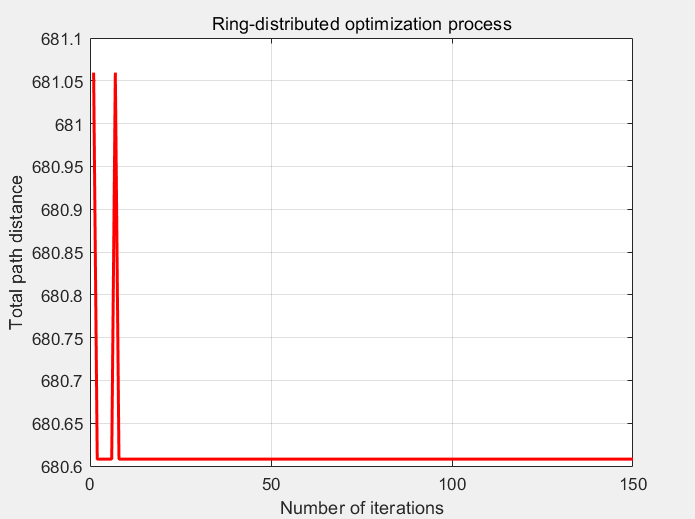 Ring-distributed optimization process
681.1
681.05
681
680.95
680.9
680.85
680.8
680.75
680.7
680.65
680.6
Total path distance
0 50 100 150
Number of iterations